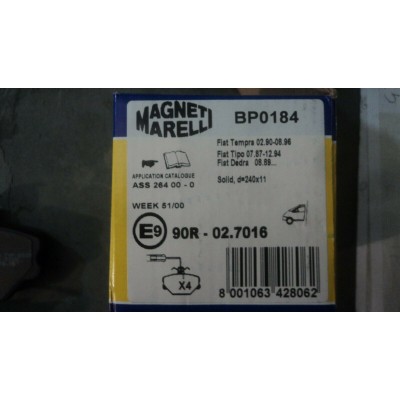 MAGNETI
MARELLI
BP0184
Fiat Tempra 02.90-08.96
Fiat Tipo 07.87-12.94
Fiat Dedra 08.89...
Solid, d=240x11
APPLICATION CATALOGUE
ASS 264 00 - 0
WEEK 51/00
E9 90R - 02.7016
X4
8 001063 428062